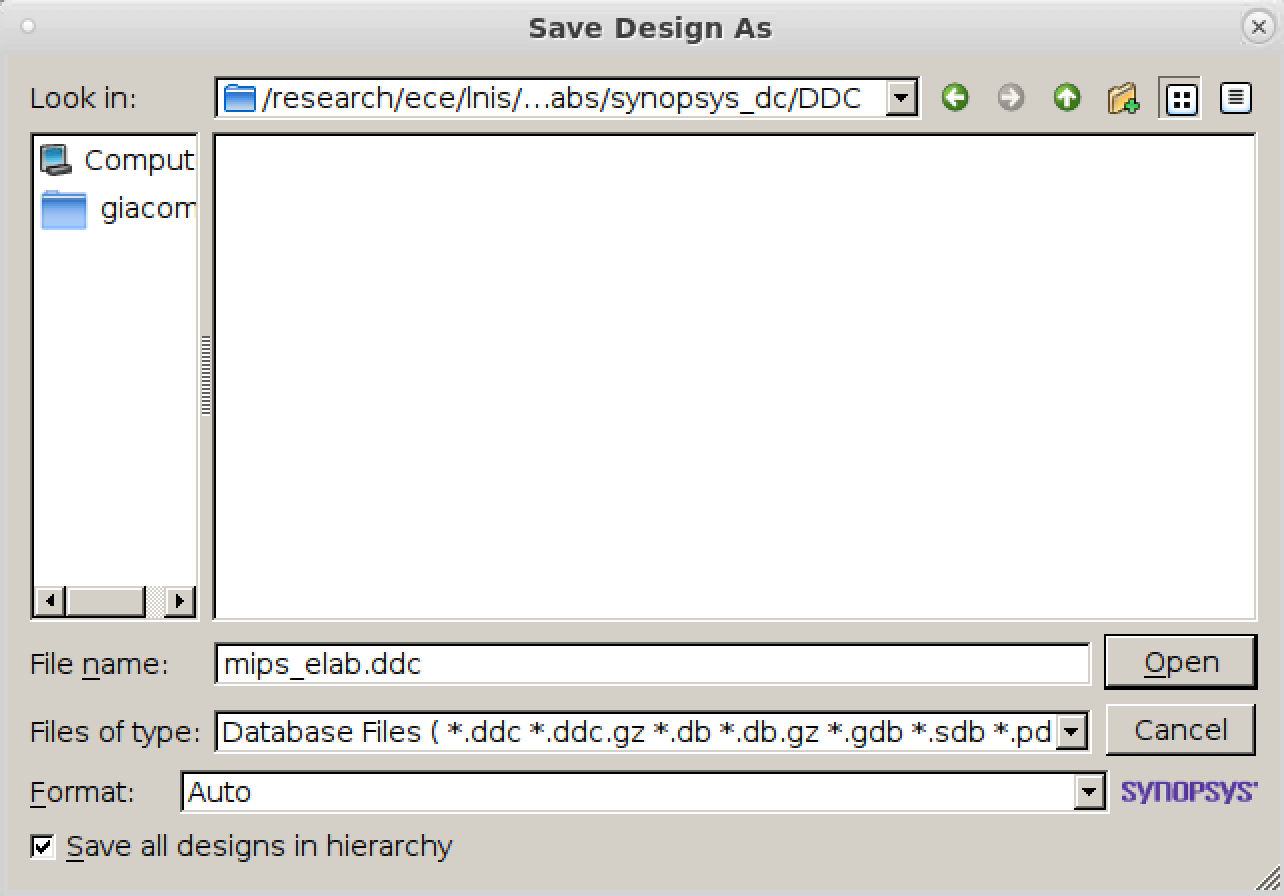 Save Design As
Look in: /research/ece/lnis/...abs/synopsys_dc/DDC
Comput
giacom
File name: mips_elab.ddc Open
Files of type: Database Files ( *.ddc *.ddc.gz *.db *.db.gz *.gdb *.sdb *.pd Cancel
Format: Auto SYNOPSYS
Save all designs in hierarchy